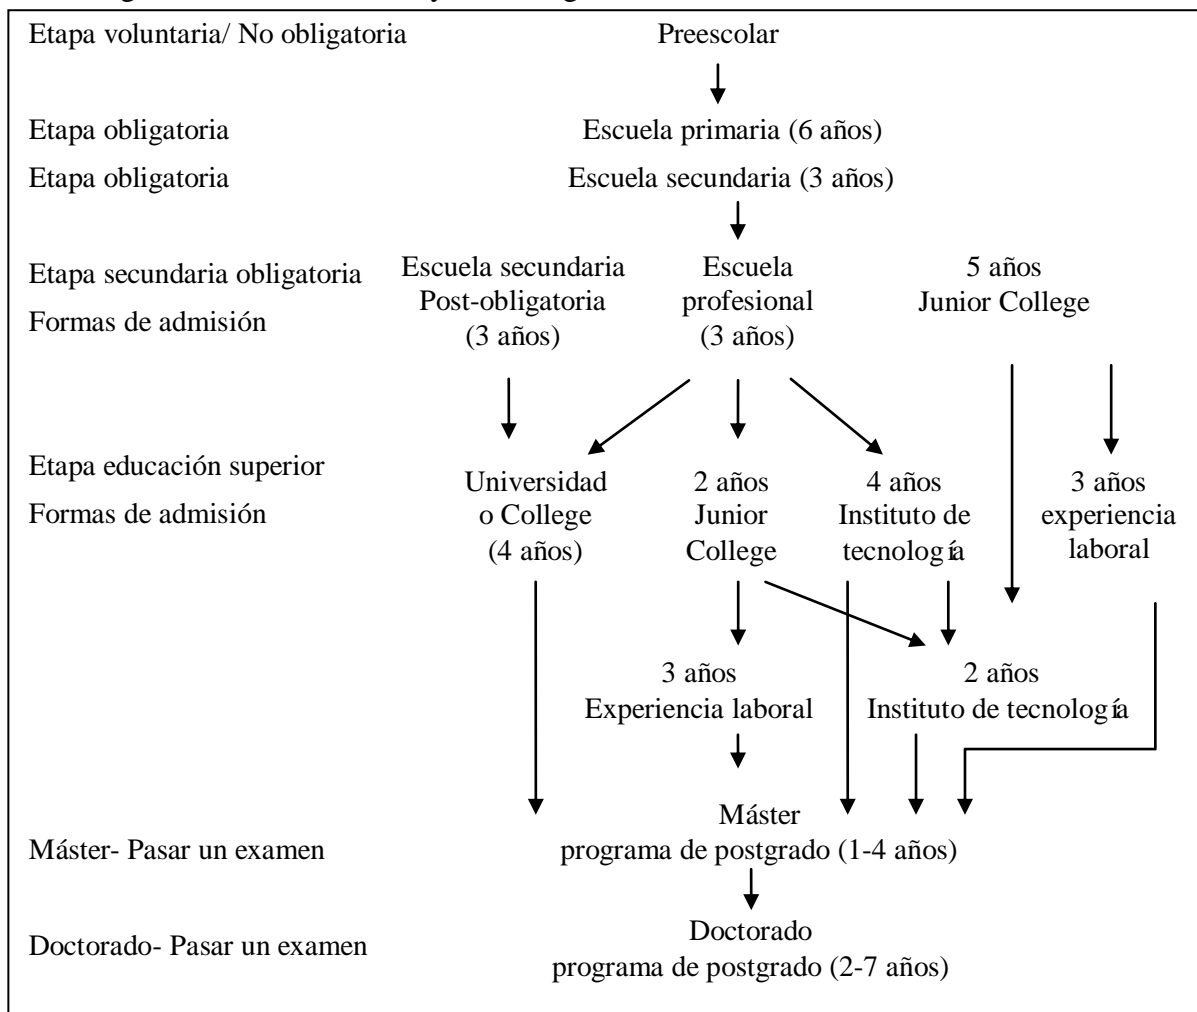 Etapa voluntaria/ No obligatoria Preescolar
Etapa obligatoria Escuela primaria (6 años)
Etapa obligatoria Escuela secundaria (3 años)
Etapa secundaria obligatoria
Formas de admisión
Escuela secundaria
Post-obligatoria
(3 años)
Escuela
profesional
(3 años)
5 años
Junior College
Etapa educación superior
Formas de admisión
Universidad
o College
(4 años)
2 años
Junior
College
4 años
Instituto de
tecnología
3 años
experiencia
laboral
3 años
Experiencia laboral
2 años
Instituto de tecnología
Máster- Pasar un examen
Máster
programa de postgrado (1-4 años)
Doctorado- Pasar un examen
Doctorado
programa de postgrado (2-7 años)